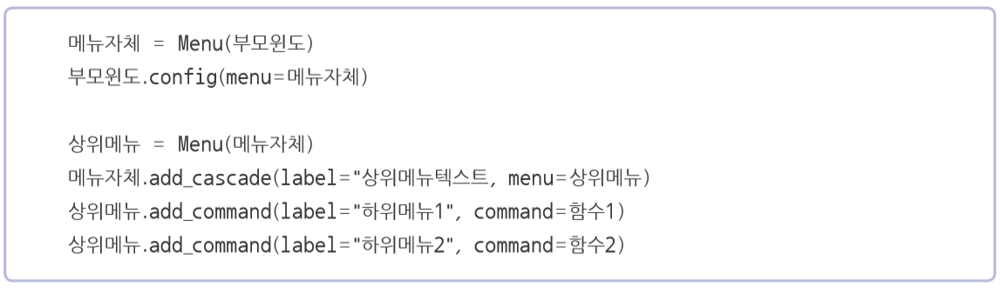 메뉴자체 = Menu(부모윈도)
부모윈도.config(menu=메뉴자체)
상위메뉴 = Menu(메뉴자체)
메뉴자체.add_cascade(label="상위메뉴텍스트, menu=상위메뉴)
상위메뉴.add_command(label="하위메뉴1", command=함수1)
상위메뉴.add_command(label="하위메뉴2", command=함수2)